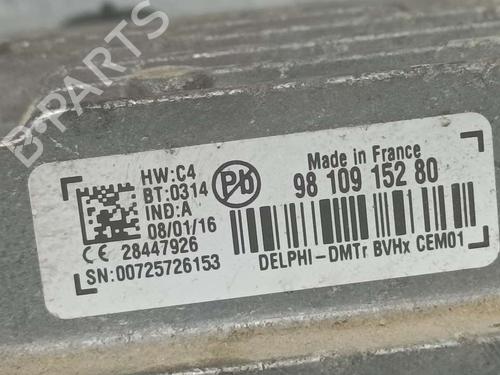 B-PARTS
HW:C4
BT:0314
IND:A
08/01/16
CE 28447926
SN:00725726153
Pb
Made in France
98 109 152 80
DELPHI-DMTr BVHx CEM01